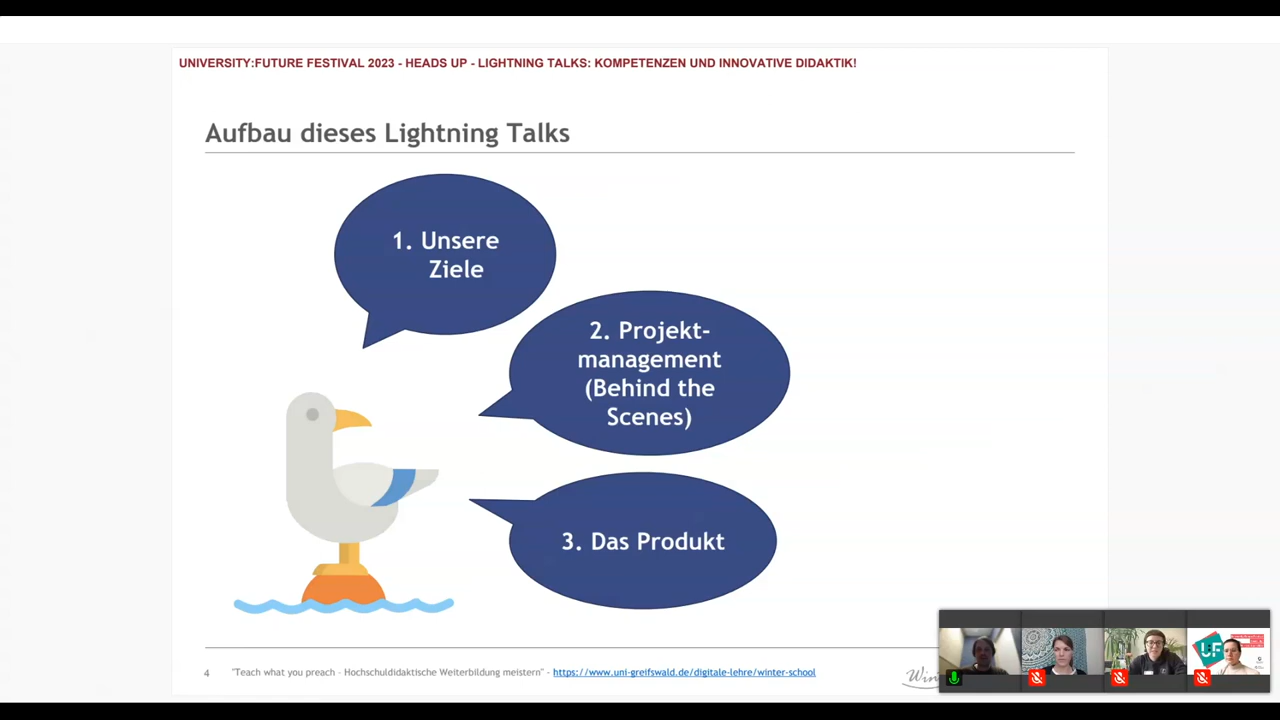 UNIVERSITY:FUTURE FESTIVAL 2023 - HEADS UP - LIGHTNING TALKS: KOMPETENZEN UND INNOVATIVE DIDAKTIK!
Aufbau dieses Lightning Talks
1. Unsere
Ziele
2. Projekt-
management
(Behind the
Scenes)
3. Das Produkt
4
"Teach what you preach - Hochschuldidaktische Weiterbildung meistern" - https://www.uni-greifswald.de/digitale-lehre/winter-school
U:F